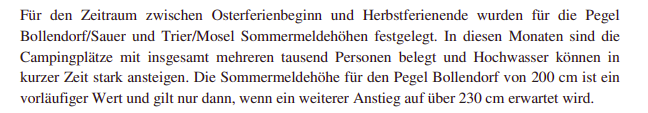 Für den Zeitraum zwischen Osterferienbeginn und Herbstferienende wurden für die Pegel
Bollendorf/Sauer und Trier/Mosel Sommermeldehöhen festgelegt. In diesen Monaten sind die
Campingplätze mit insgesamt mehreren tausend Personen belegt und Hochwasser können in
kurzer Zeit stark ansteigen. Die Sommermeldehöhe für den Pegel Bollendorf von 200 cm ist ein
vorläufiger Wert und gilt nur dann, wenn ein weiterer Anstieg auf über 230 cm erwartet wird.